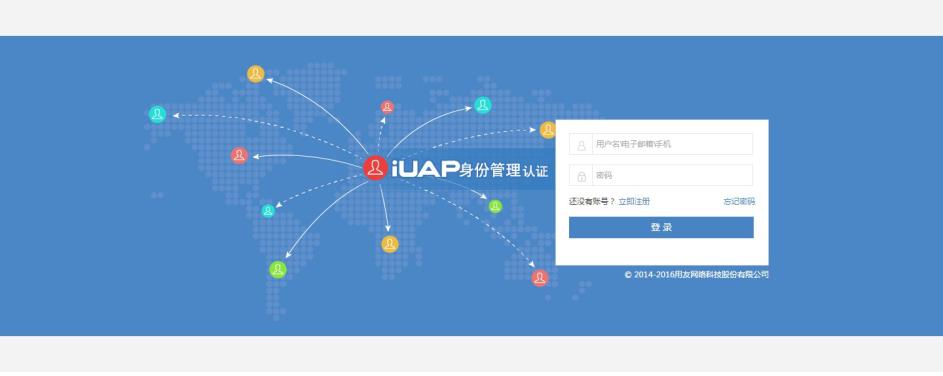 iUAP身份管理认证
用户名\电子邮箱\手机
密码
还没有账号？ 立即注册 忘记密码
登 录
© 2014-2016用友网络科技股份有限公司